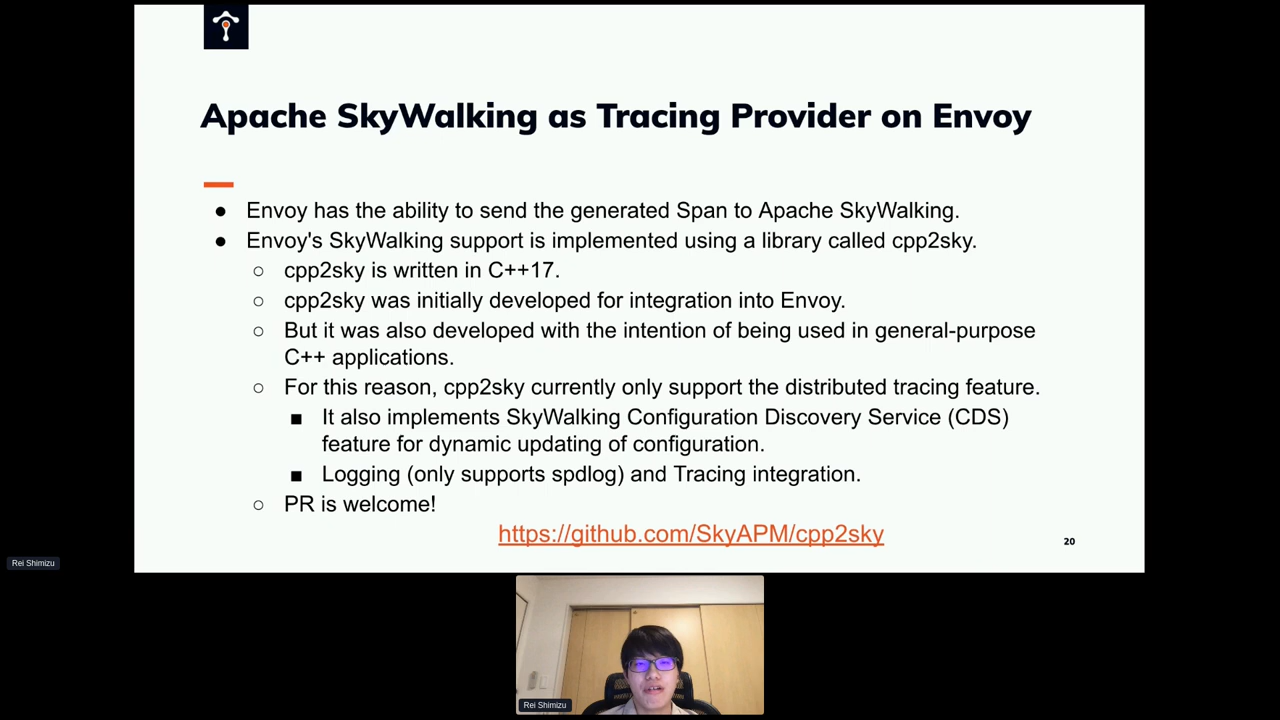 Apache SkyWalking as Tracing Provider on Envoy
● Envoy has the ability to send the generated Span to Apache SkyWalking.
● Envoy's SkyWalking support is implemented using a library called cpp2sky.
○ cpp2sky is written in C++17.
○ cpp2sky was initially developed for integration into Envoy.
○ But it was also developed with the intention of being used in general-purpose
C++ applications.
○ For this reason, cpp2sky currently only support the distributed tracing feature.
■ It also implements SkyWalking Configuration Discovery Service (CDS)
feature for dynamic updating of configuration.
■ Logging (only supports spdlog) and Tracing integration.
○ PR is welcome!
https://github.com/SkyAPM/cpp2sky
20
Rei Shimizu
Rei Shimizu